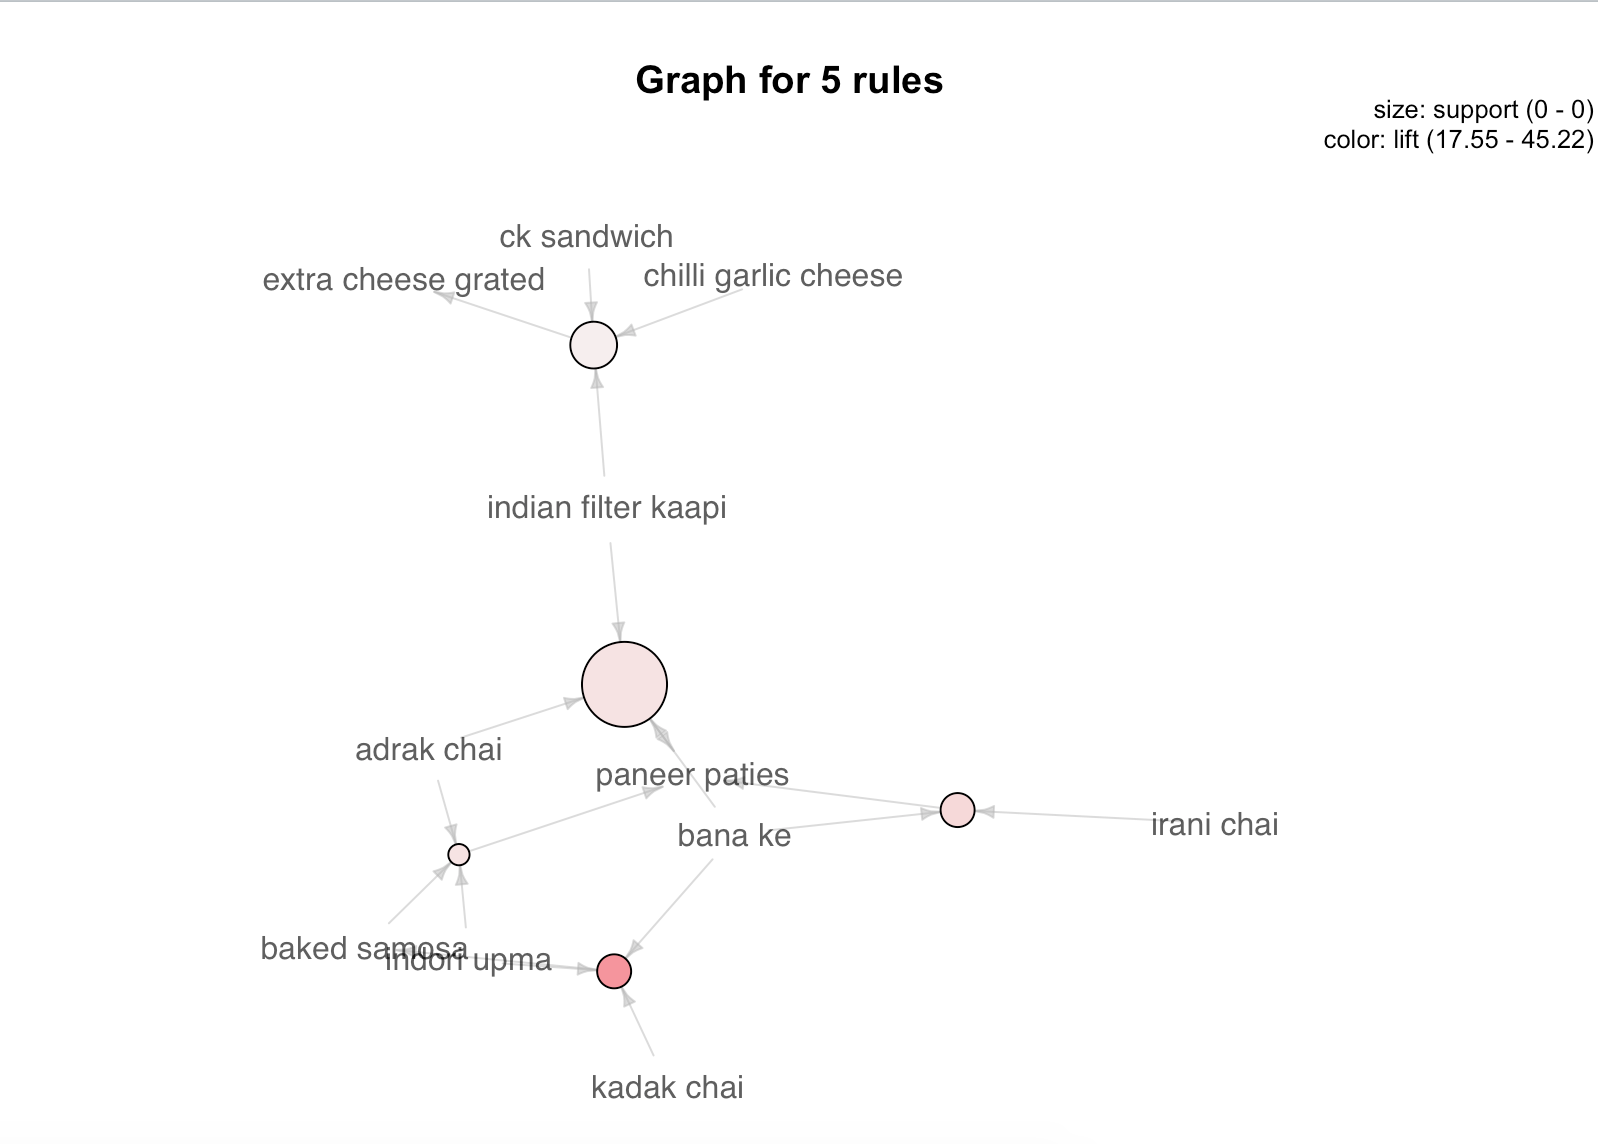 Graph for 5 rules
size: support (0 - 0)
color: lift (17.55 - 45.22)
ck sandwich
extra cheese grated
chilli garlic cheese
indian filter kaapi
adrak chai
paneer paties
bana ke
irani chai
baked samosa
indori upma
kadak chai